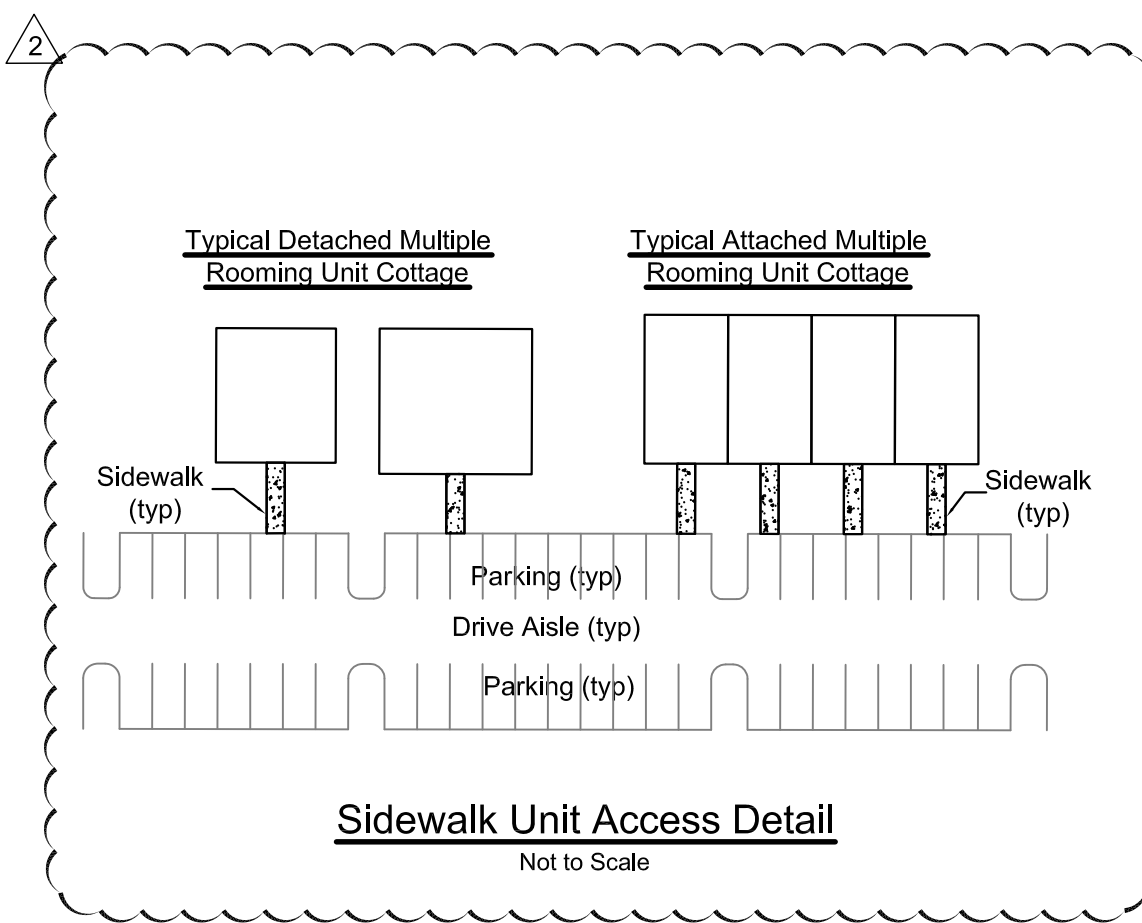 2
Typical Detached Multiple
Rooming Unit Cottage
Typical Attached Multiple
Rooming Unit Cottage
Sidewalk
(typ)
Sidewalk
(typ)
Parking (typ)
Drive Aisle (typ)
Parking (typ)
Sidewalk Unit Access Detail
Not to Scale